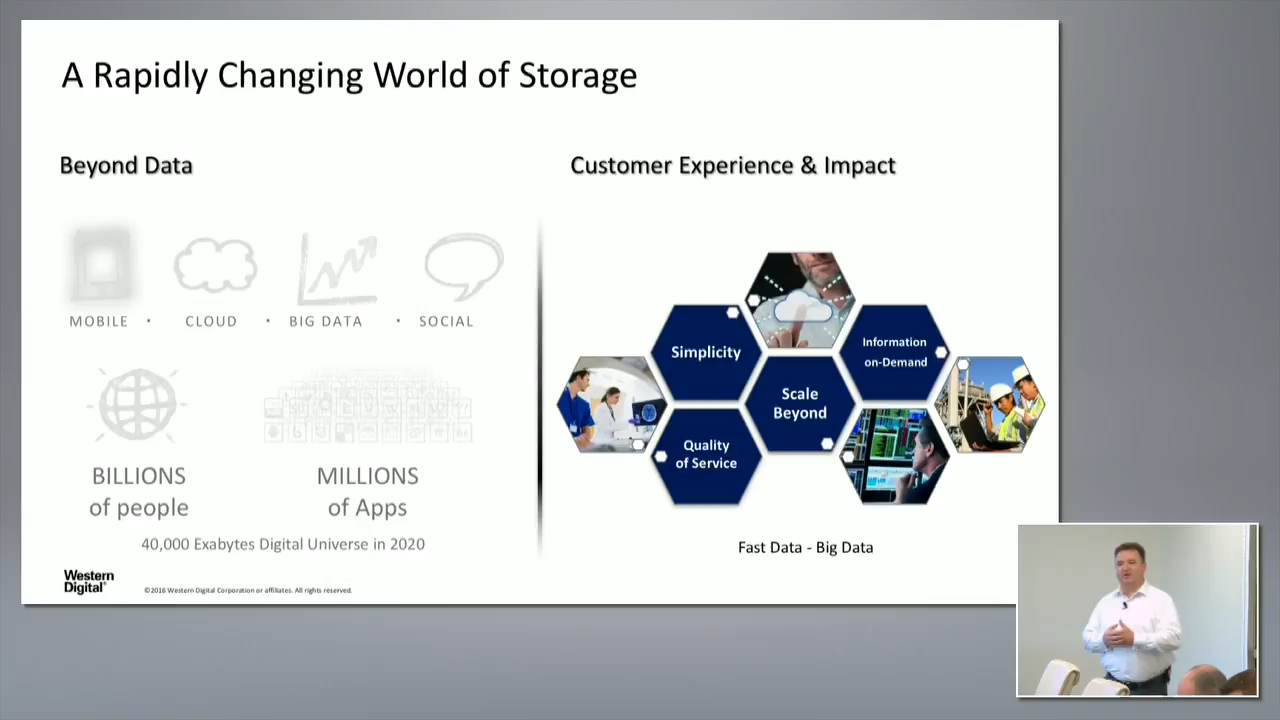 A Rapidly Changing World of Storage
Beyond Data
Customer Experience & Impact
MOBILE • CLOUD • BIG DATA • SOCIAL
BILLIONS
of people
MILLIONS
of Apps
40,000 Exabytes Digital Universe in 2020
Simplicity
Information
on-Demand
Scale
Beyond
Quality
of Service
Fast Data - Big Data
Western
Digital®
©2016 Western Digital Corporation or affiliates. All rights reserved.